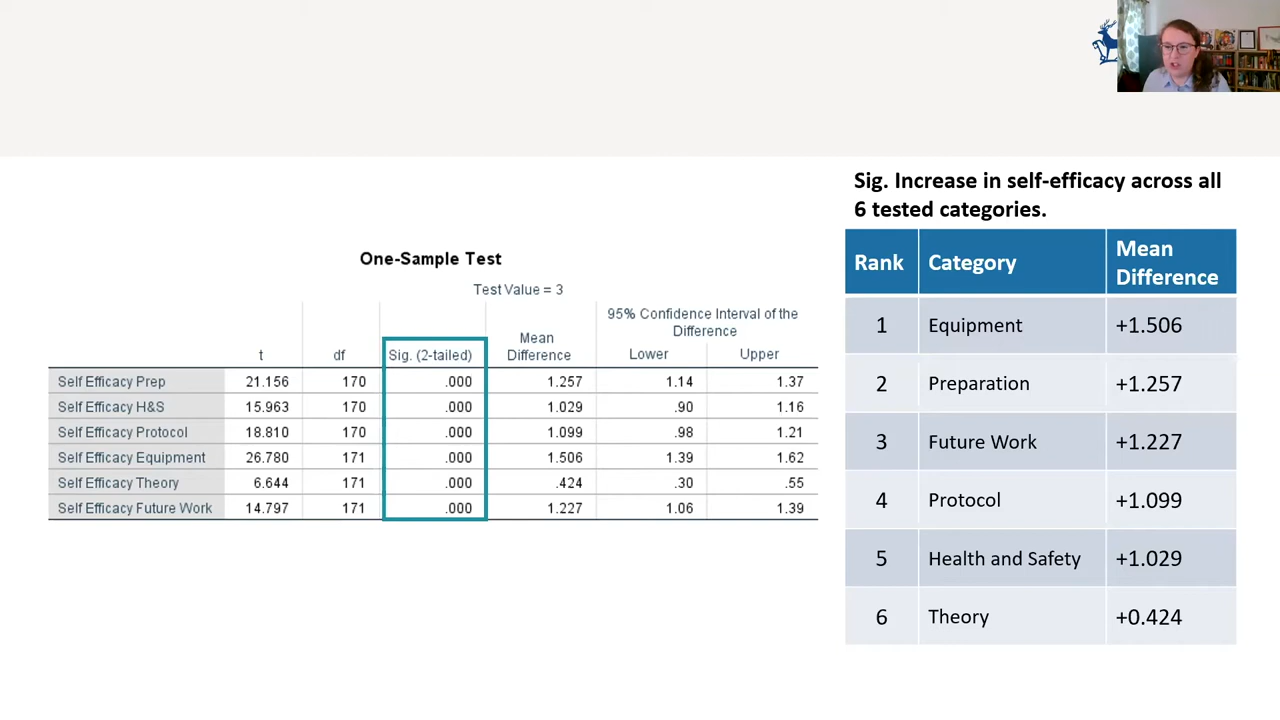 Sig. Increase in self-efficacy across all
6 tested categories.
One-Sample Test
Test Value = 3
95% Confidence Interval of the
Difference
t df Sig. (2-tailed) Mean
Difference Lower Upper
Self Efficacy Prep 21.156 170 .000 1.257 1.14 1.37
Self Efficacy H&S 15.963 170 .000 1.029 .90 1.16
Self Efficacy Protocol 18.810 170 .000 1.099 .98 1.21
Self Efficacy Equipment 26.780 171 .000 1.506 1.39 1.62
Self Efficacy Theory 6.644 171 .000 .424 .30 .55
Self Efficacy Future Work 14.797 171 .000 1.227 1.06 1.39
Rank Category Mean
Difference
1 Equipment +1.506
2 Preparation +1.257
3 Future Work +1.227
4 Protocol +1.099
5 Health and Safety +1.029
6 Theory +0.424